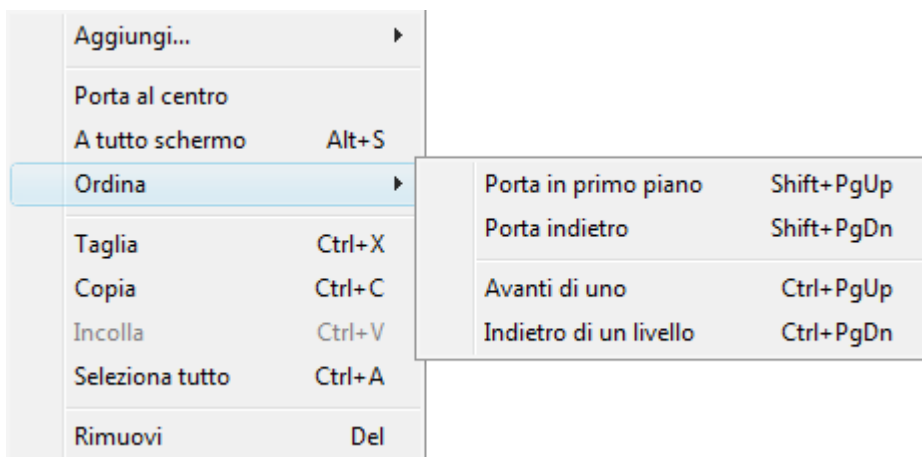 Aggiungi...
Porta al centro
A tutto schermo Alt+S
Ordina
Taglia Ctrl+X
Copia Ctrl+C
Incolla Ctrl+V
Seleziona tutto Ctrl+A
Rimuovi Del
Porta in primo piano Shift+PgUp
Porta indietro Shift+PgDn
Avanti di uno Ctrl+PgUp
Indietro di un livello Ctrl+PgDn